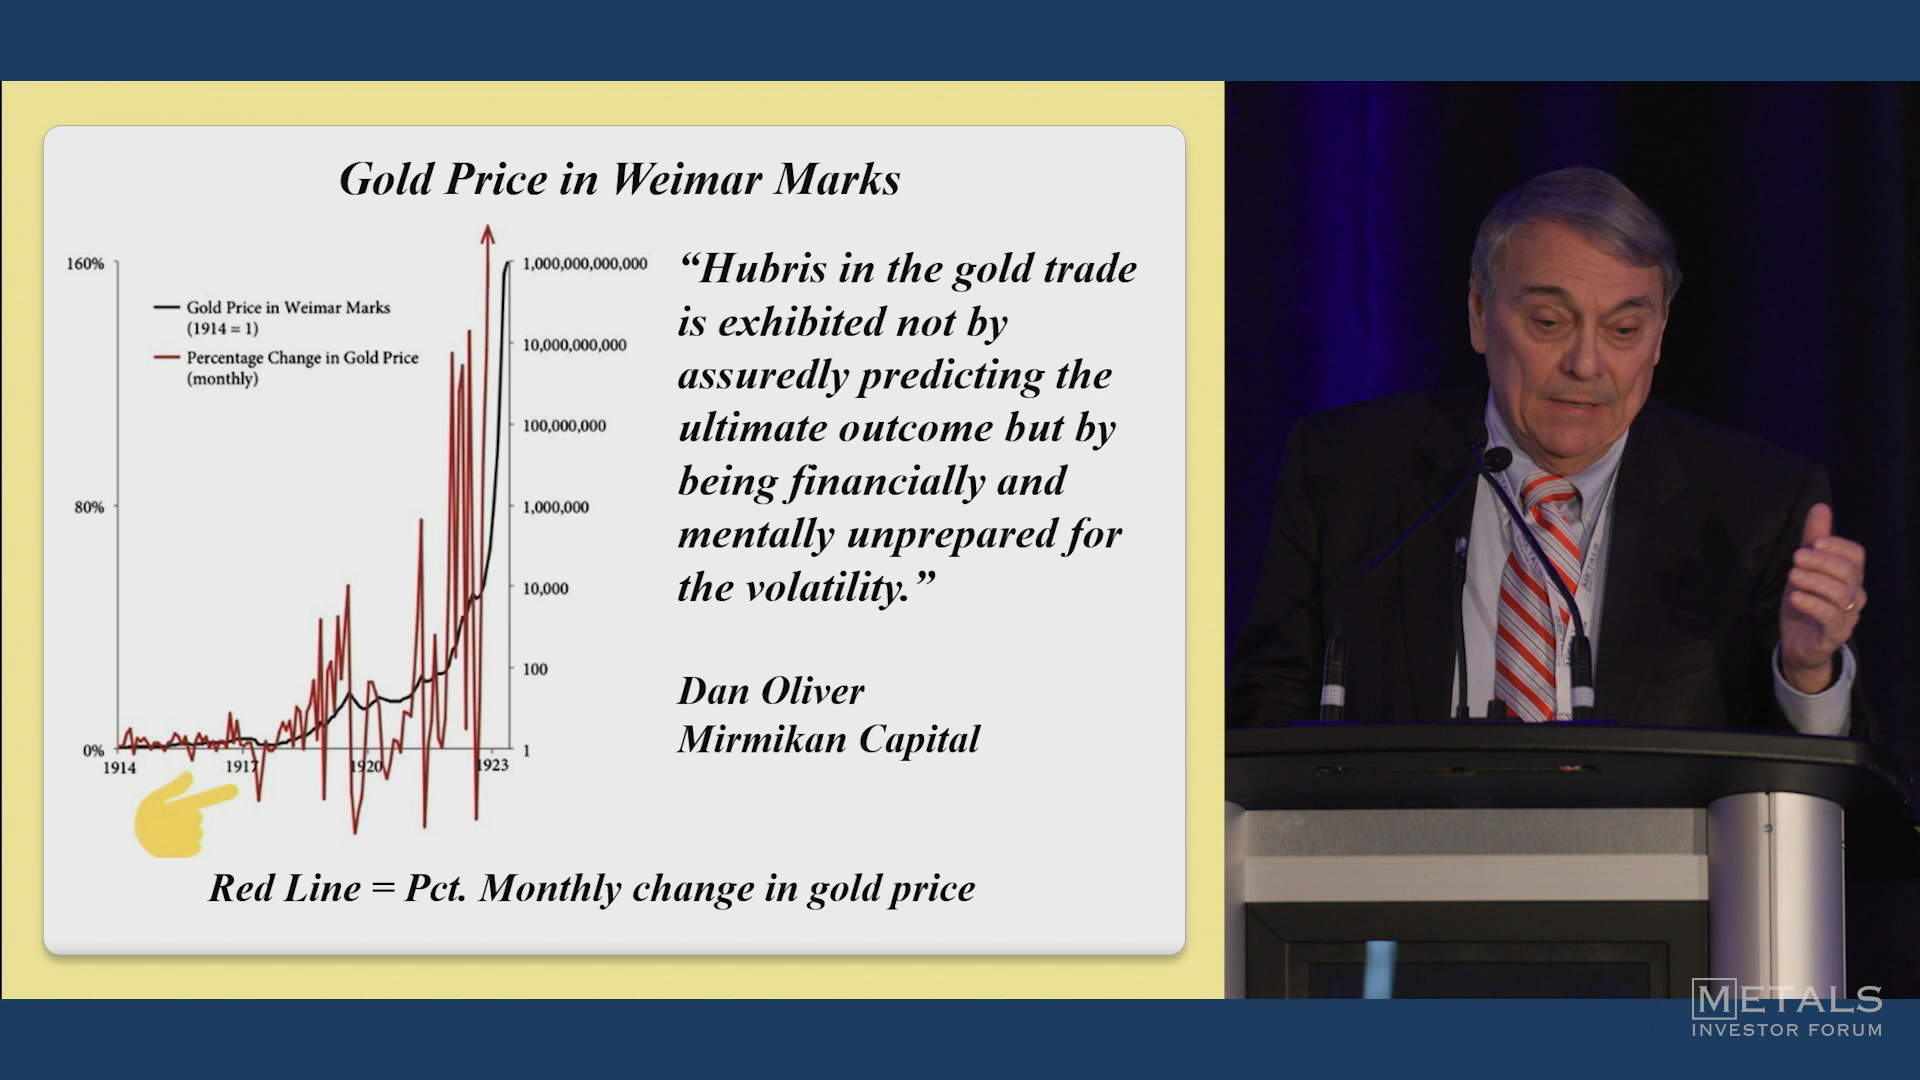 Gold Price in Weimar Marks
160%
80%
0%
Gold Price in Weimar Marks
(1914 = 1)
Percentage Change in Gold Price
(monthly)
1,000,000,000,000
10,000,000,000
100,000,000
1,000,000
10,000
100
1
1914
1917
1920
1923
“Hubris in the gold trade
is exhibited not by
assuredly predicting the
ultimate outcome but by
being financially and
mentally unprepared for
the volatility.”
Dan Oliver
Mirmikan Capital
Red Line = Pct. Monthly change in gold price
METALS
METALS
METALS
INVESTOR FORUM